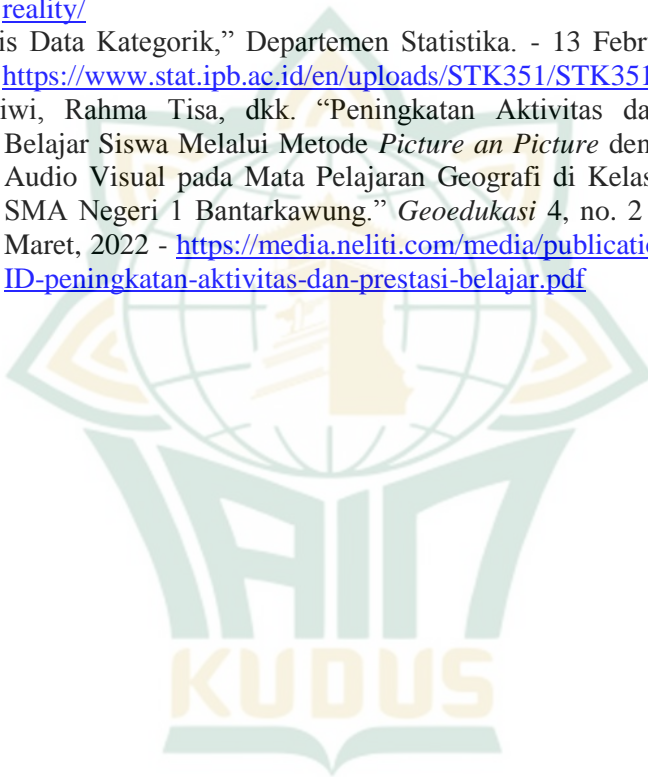 reality/
is Data Kategorik,” Departemen Statistika. - 13 Febr
https://www.stat.ipb.ac.id/en/uploads/STK351/STK351
iwi, Rahma Tisa, dkk. “Peningkatan Aktivitas da
Belajar Siswa Melalui Metode Picture an Picture den
Audio Visual pada Mata Pelajaran Geografi di Kelas
SMA Negeri 1 Bantarkawung.” Geoedukasi 4, no. 2
Maret, 2022 - https://media.neliti.com/media/publicatio
ID-peningkatan-aktivitas-dan-prestasi-belajar.pdf
IAIN
KUDUS